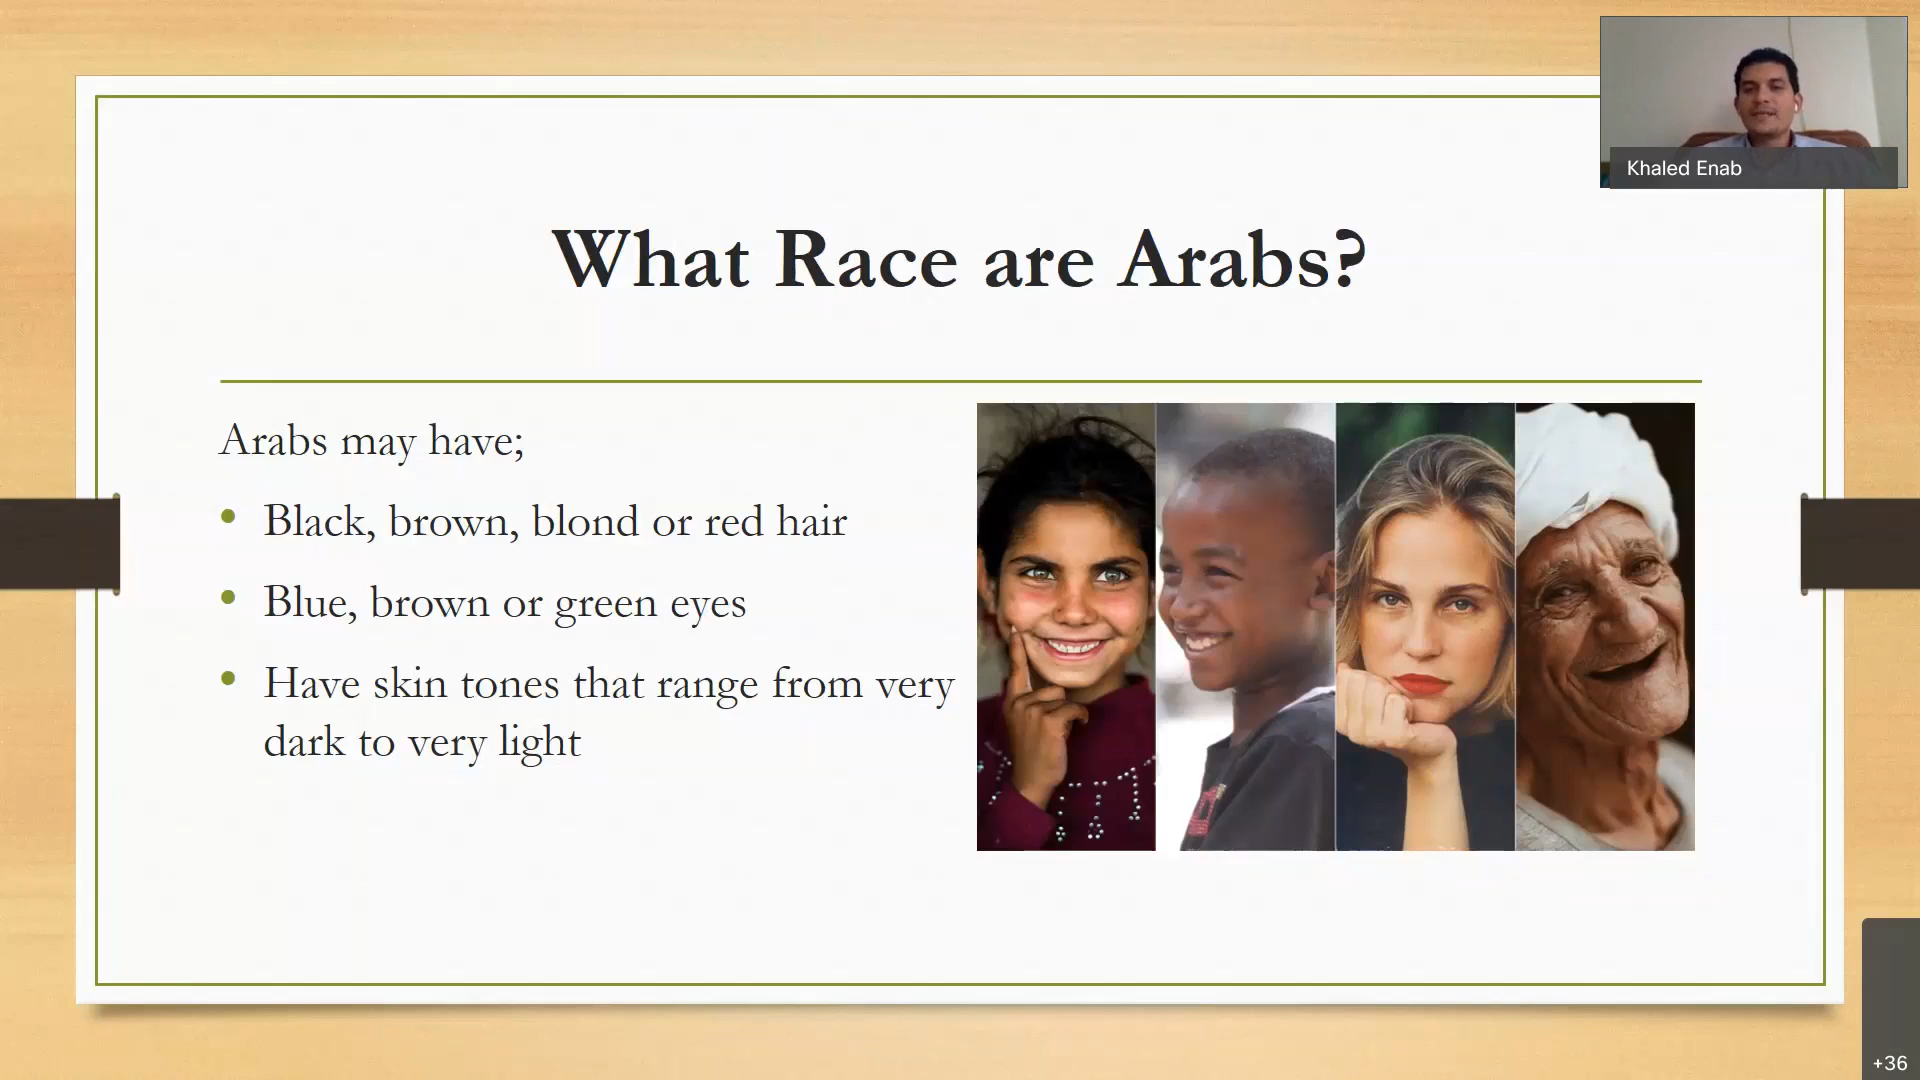 Khaled Enab
What Race are Arabs?
Arabs may have;
• Black, brown, blond or red hair
• Blue, brown or green eyes
• Have skin tones that range from very
dark to very light
+36